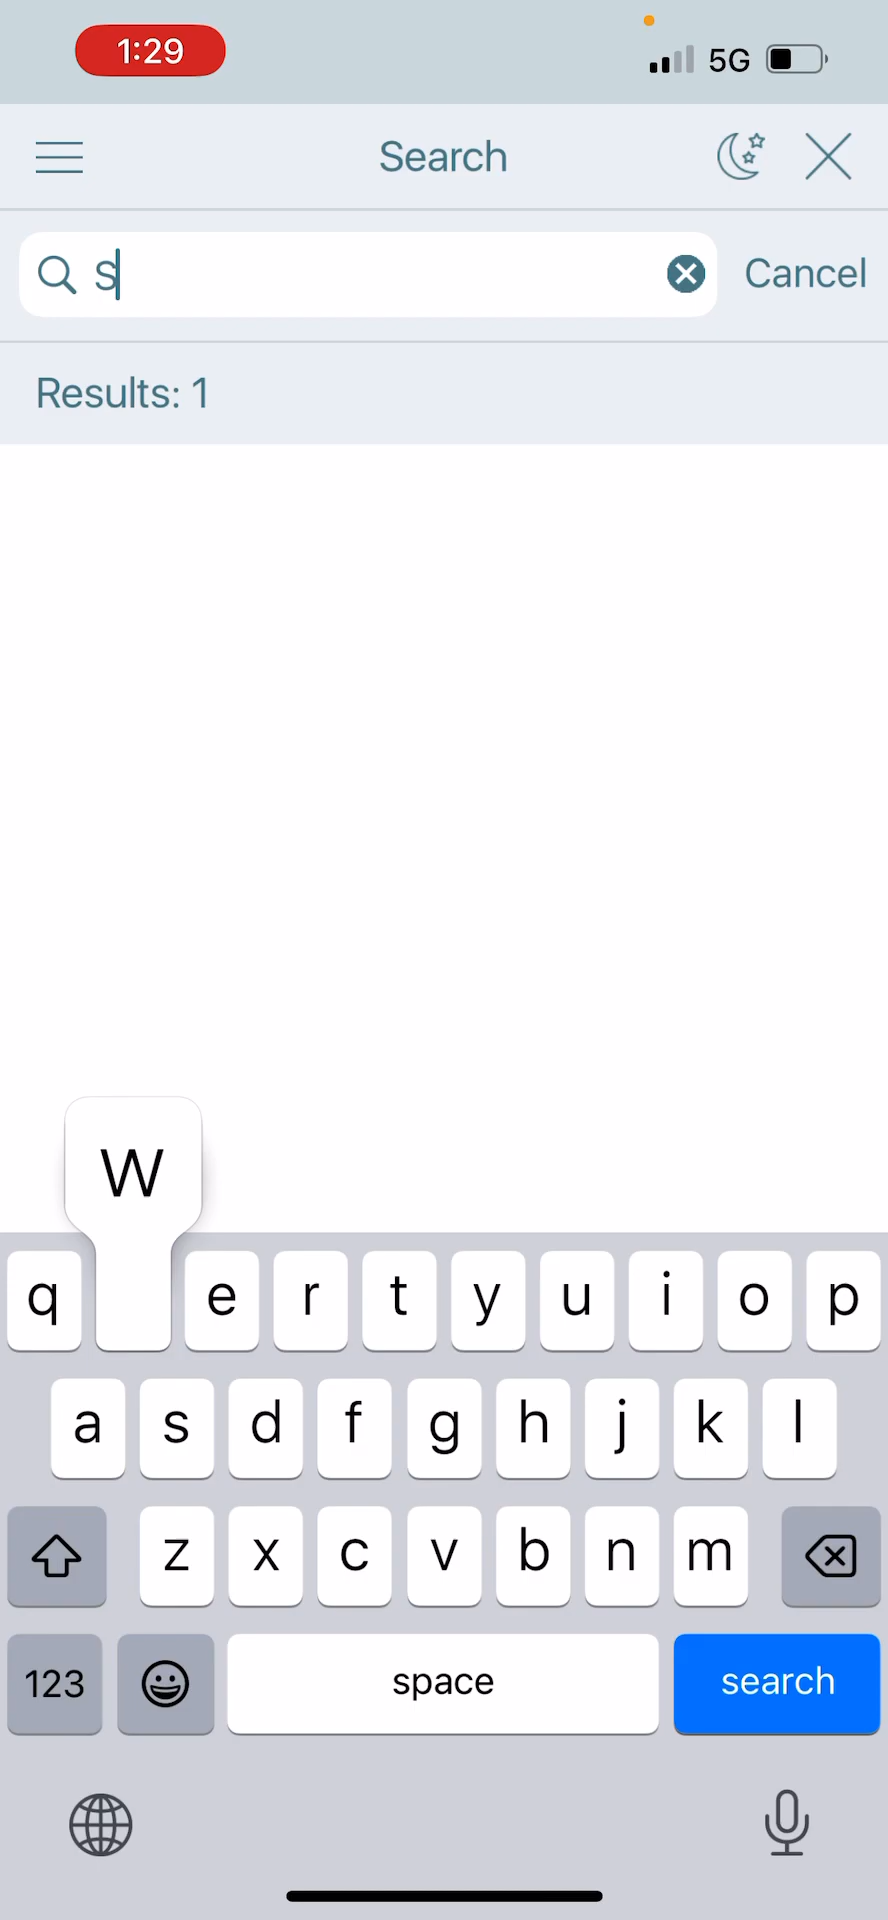 1:29
5G
Search
S
Cancel
Results: 1
W
q e r t y u i o p
a s d f g h j k l
z x c v b n m
123 space search